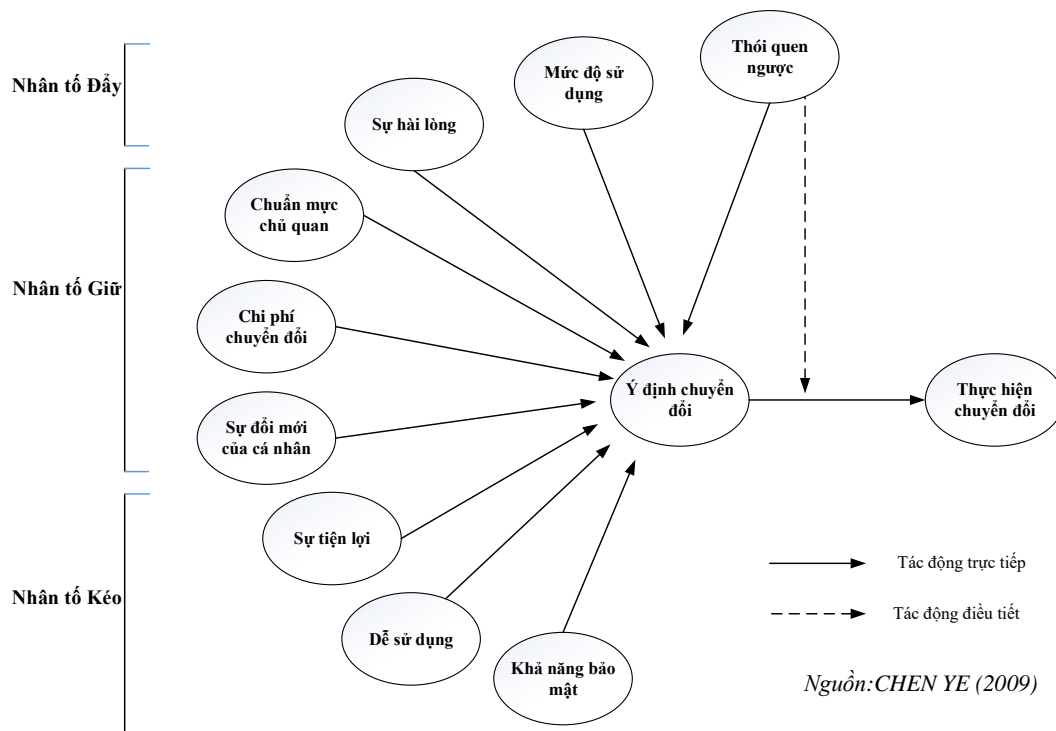 Nhân tố Đẩy
Thói quen
ngược
Mức độ sử
dụng
Sự hài lòng
Chuẩn mực
chủ quan
Nhân tố Giữ
Chi phí
chuyển đổi
Ý định chuyển
đổi
Thực hiện
chuyển đổi
Sự đổi mới
của cá nhân
Sự tiện lợi
Nhân tố Kéo
Dễ sử dụng
Khả năng bảo
mật
Tác động trực tiếp
Tác động điều tiết
Nguồn:CHEN YE (2009)